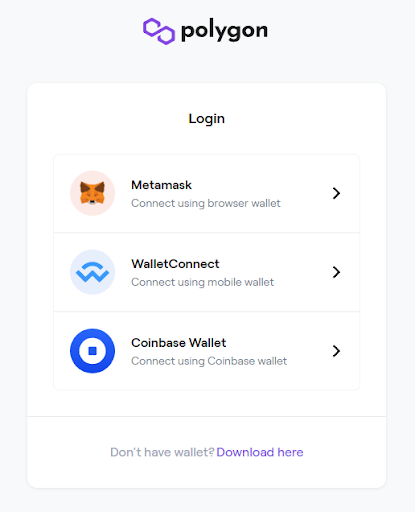 polygon
Login
Metamask
Connect using browser wallet
WalletConnect
Connect using mobile wallet
Coinbase Wallet
Connect using Coinbase wallet
Don't have wallet? Download here